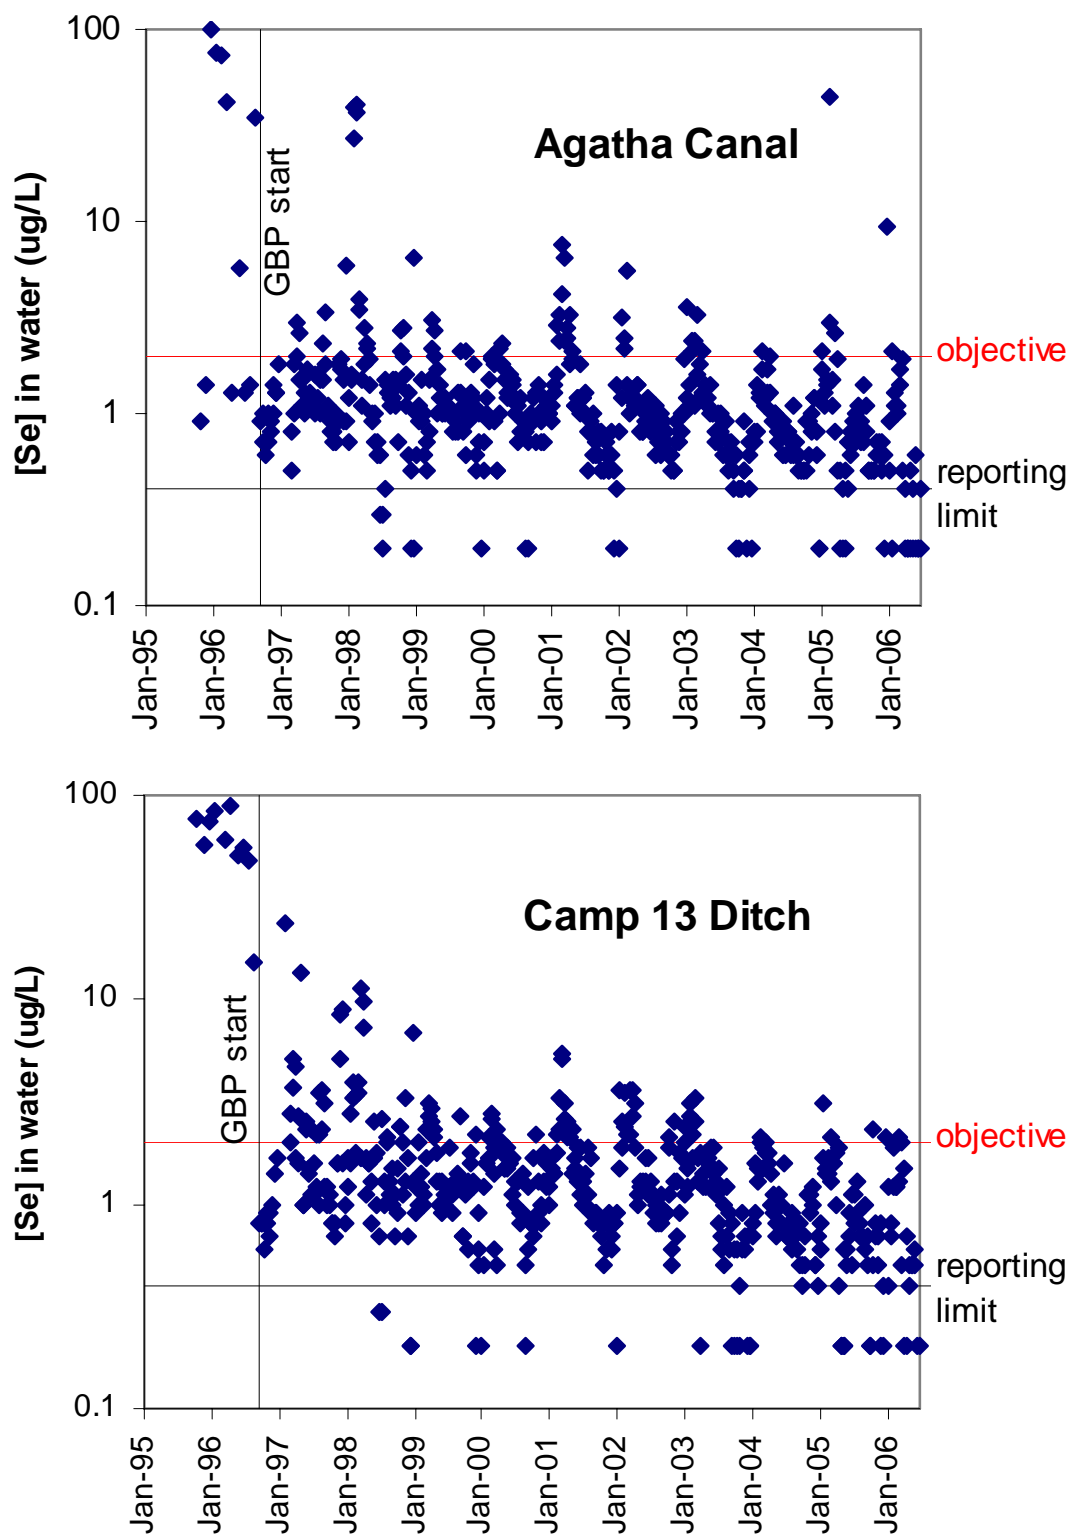 100
Agatha Canal
GBP start
[Se] in water (ug/L)
10
objective
1
reporting
limit
0.1
Jan-95
Jan-96
Jan-97
Jan-98
Jan-99
Jan-00
Jan-01
Jan-02
Jan-03
Jan-04
Jan-05
Jan-06
100
Camp 13 Ditch
GBP start
[Se] in water (ug/L)
10
objective
1
reporting
limit
0.1
Jan-95
Jan-96
Jan-97
Jan-98
Jan-99
Jan-00
Jan-01
Jan-02
Jan-03
Jan-04
Jan-05
Jan-06